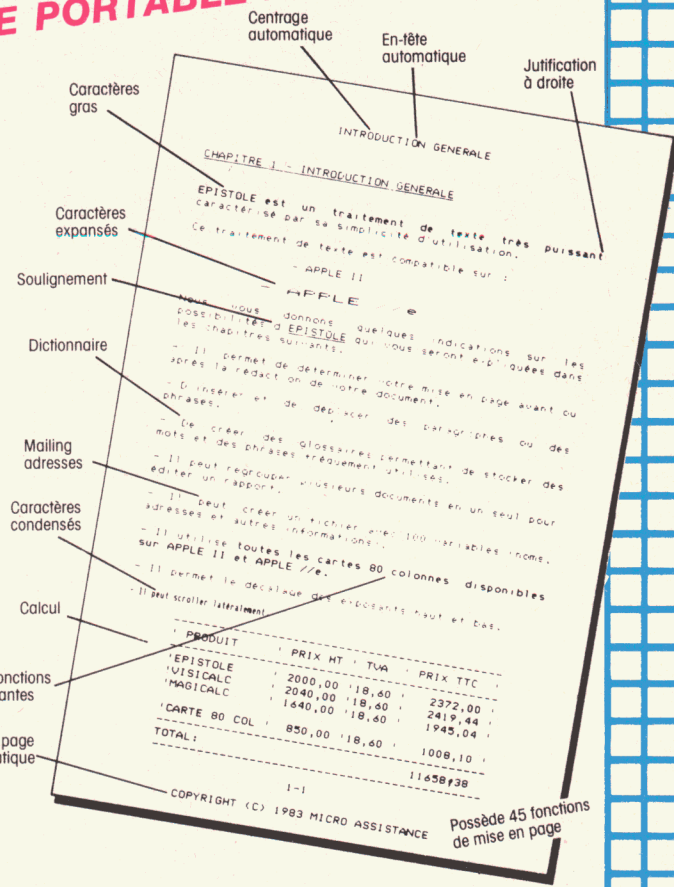 E PORTABLE
Centrage
automatique
En-tête
automatique
Jutification
à droite
Caractères
gras
Caractères
expansés
Soulignement
Dictionnaire
Mailing
adresses
Caractères
condensés
Calcul
onctions
antes
page
tique
INTRODUCTION GENERALE
CHAPITRE 1 - INTRODUCTION GENERALE
EPISTOLE est un traitement de texte très puissant
caractérisé par sa simplicité d'utilisation.
Ce traitement de texte est compatible sur :
- APPLE II
- APPLE e
Nous vous donnons quelques indications sur les
possibilités d'EPISTOLE qui vous seront expliquées dans
les chapitres suivants.
- Il permet de déterminer votre mise en page avant ou
après la rédaction de votre document.
- D'insérer et de déplacer des paragraphes ou des
phrases.
- De créer des glossaires permettant de stocker des
mots et des phrases fréquement utilisés.
- Il peut regrouper plusieurs documents en un seul pour
éditer un rapport.
- Il peut créer un fichier avec 100 variables (noms,
adresses et autres informations).
- Il utilise toutes les cartes 80 colonnes disponibles
sur APPLE II et APPLE //e.
- Il permet le décalage des exposants haut et bas.
- Il peut scroller latéralement.
PRODUIT PRIX HT TVA PRIX TTC
EPISTOLE 2000,00 18,60 2372,00
VISICALC 2040,00 18,60 2419,44
MAGICALC 1640,00 18,60 1945,04
CARTE 80 COL 850,00 18,60 1008,10
TOTAL: 11658,38
1-1
COPYRIGHT (C) 1983 MICRO ASSISTANCE
Possède 45 fonctions
de mise en page